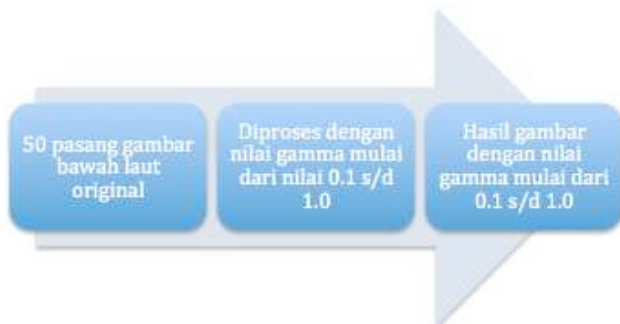 50 pasang gambar
bawah laut
original
Diproses dengan
nilai gamma mulai
dari nilai 0.1 s/d
1.0
Hasil gambar
dengan nilai
gamma mulai dari
0.1 s/d 1.0